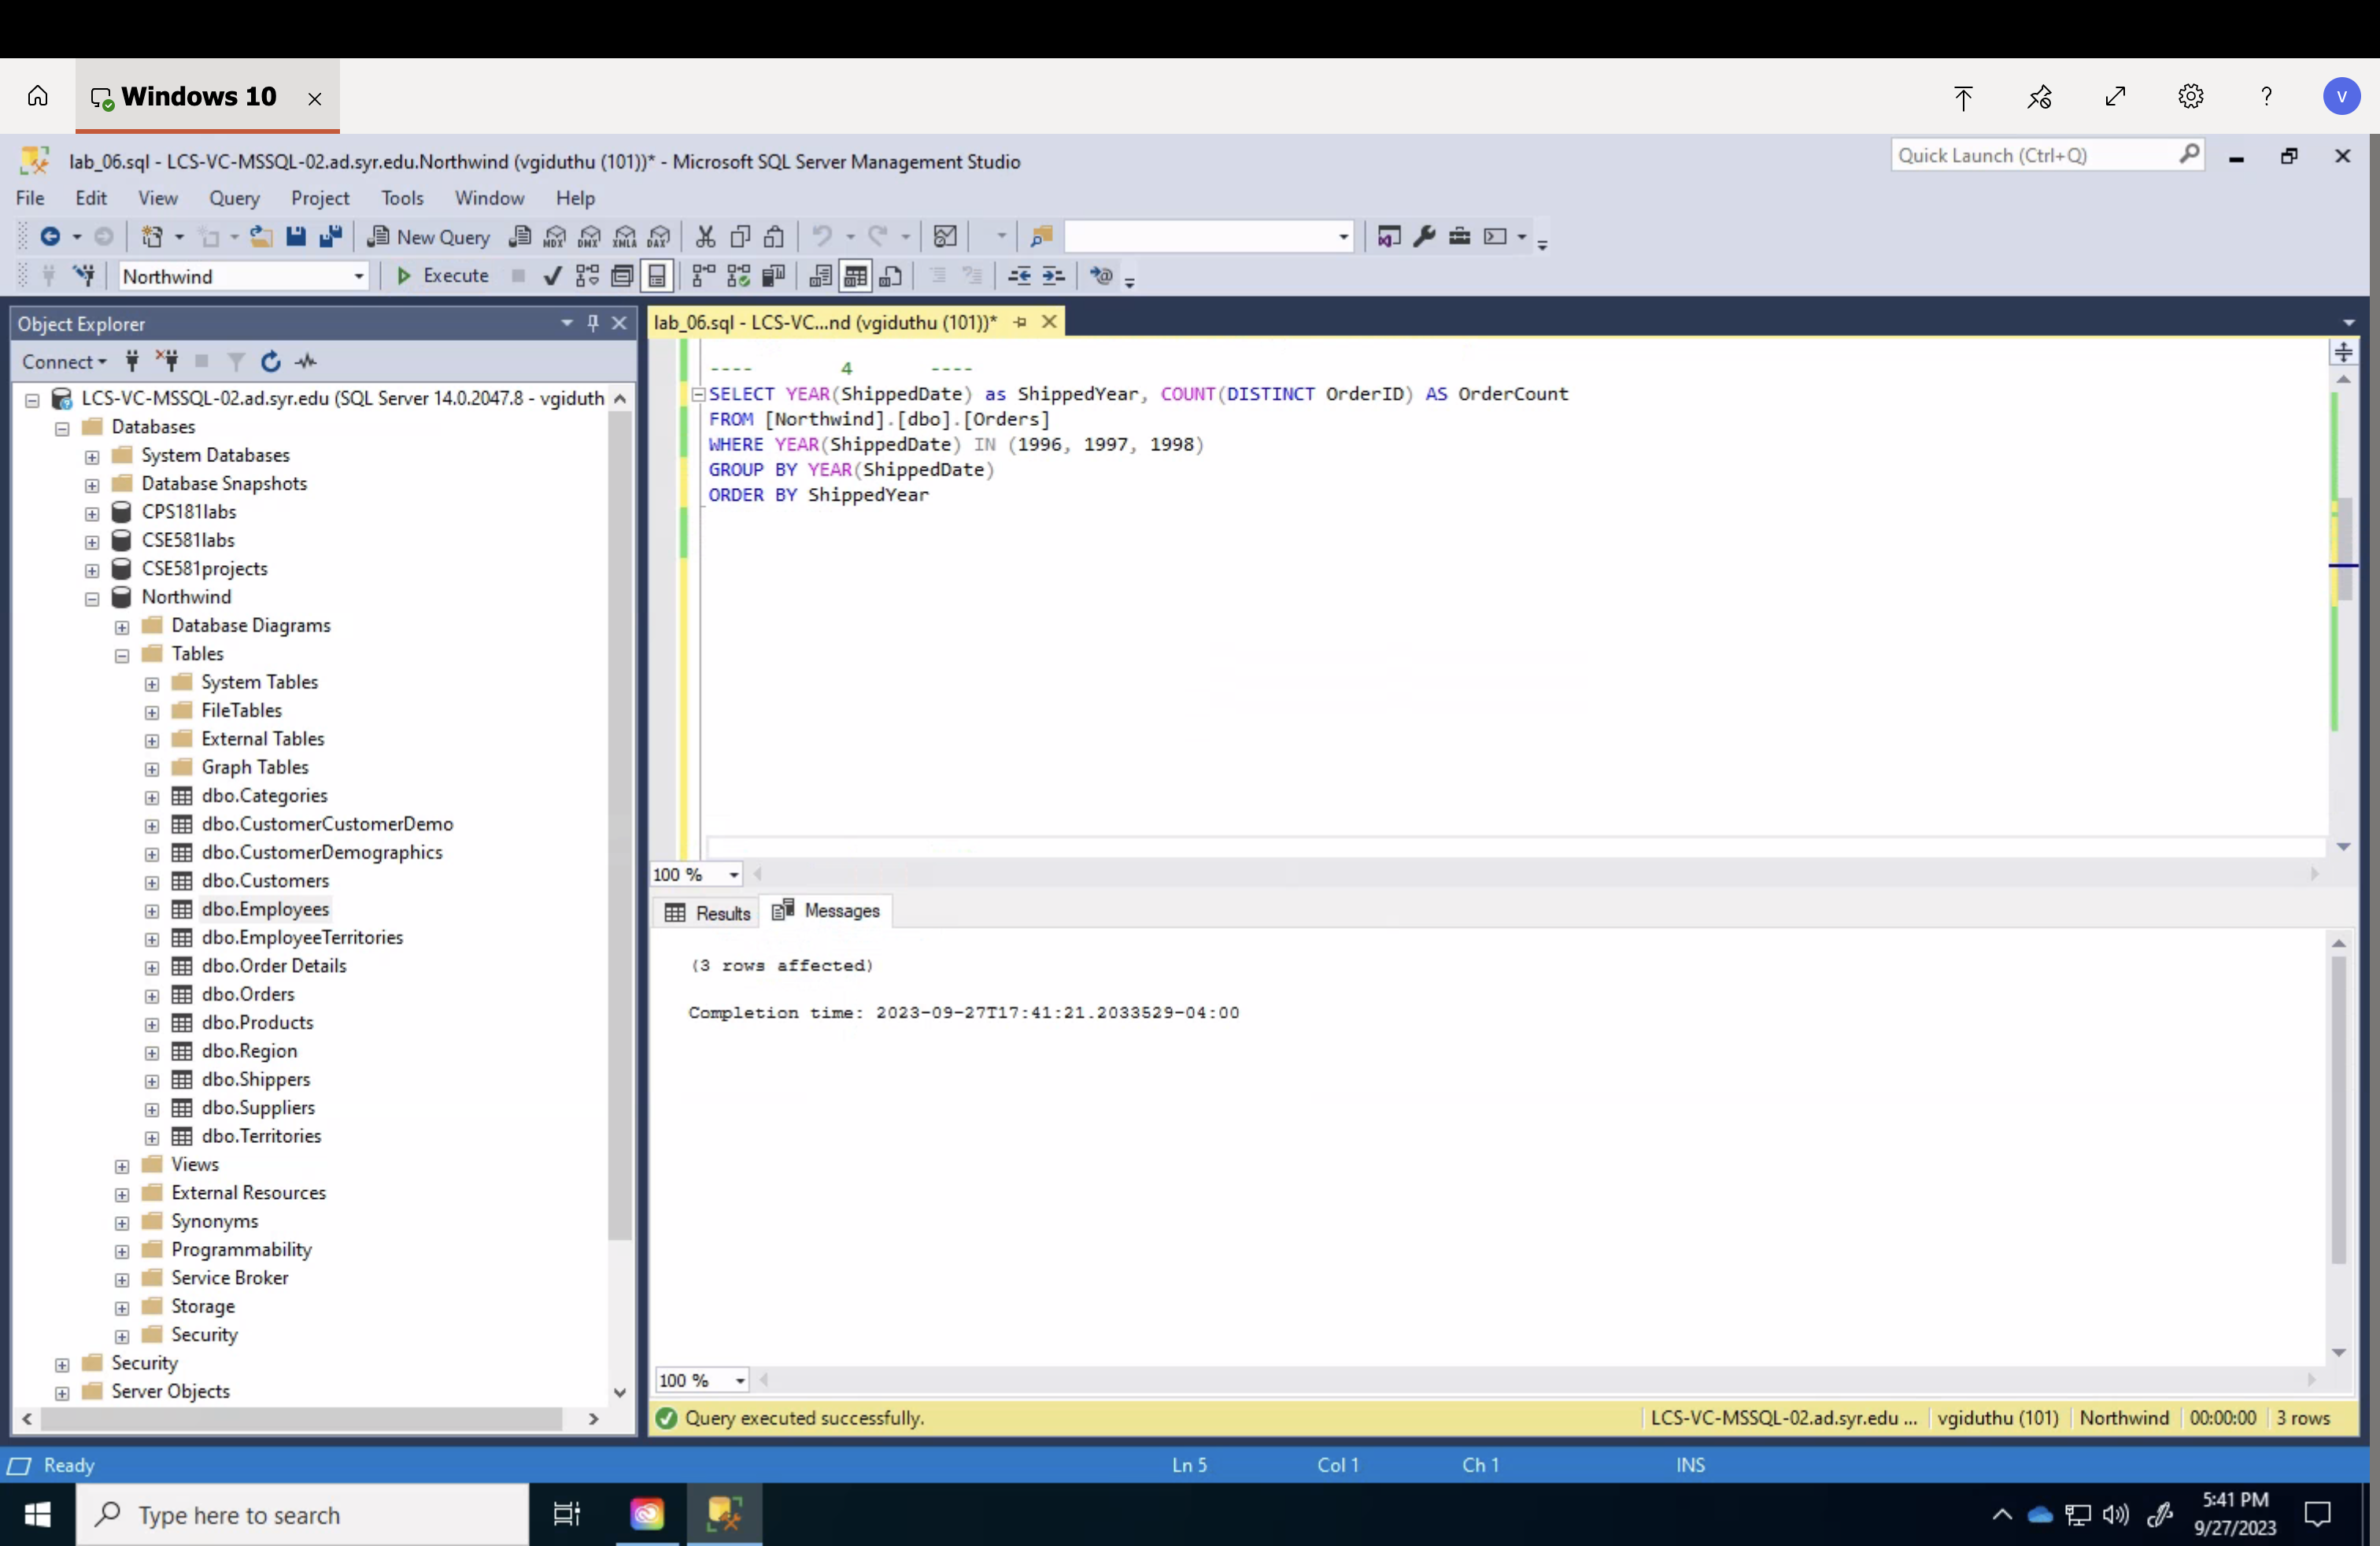 Windows 10
V
lab_06.sql - LCS-VC-MSSQL-02.ad.syr.edu.Northwind (vgiduthu (101))* - Microsoft SQL Server Management Studio
Quick Launch (Ctrl+Q)
File Edit View Query Project Tools Window Help
New Query MDX DMX XMLA DAX
Northwind Execute
Object Explorer
lab_06.sql - LCS-VC...nd (vgiduthu (101))*
Connect
LCS-VC-MSSQL-02.ad.syr.edu (SQL Server 14.0.2047.8 - vgiduth
Databases
System Databases
Database Snapshots
CPS181labs
CSE581labs
CSE581projects
Northwind
Database Diagrams
Tables
System Tables
FileTables
External Tables
Graph Tables
dbo.Categories
dbo.CustomerCustomerDemo
dbo.CustomerDemographics
dbo.Customers
dbo.Employees
dbo.EmployeeTerritories
dbo.Order Details
dbo.Orders
dbo.Products
dbo.Region
dbo.Shippers
dbo.Suppliers
dbo.Territories
Views
External Resources
Synonyms
Programmability
Service Broker
Storage
Security
Security
Server Objects
---- 4 ----
SELECT YEAR(ShippedDate) as ShippedYear, COUNT(DISTINCT OrderID) AS OrderCount
FROM [Northwind].[dbo].[Orders]
WHERE YEAR(ShippedDate) IN (1996, 1997, 1998)
GROUP BY YEAR(ShippedDate)
ORDER BY ShippedYear
100 %
Results Messages
(3 rows affected)
Completion time: 2023-09-27T17:41:21.2033529-04:00
100 %
Query executed successfully. LCS-VC-MSSQL-02.ad.syr.edu ... vgiduthu (101) Northwind 00:00:00 3 rows
Ready Ln 5 Col 1 Ch 1 INS
Type here to search
5:41 PM
9/27/2023